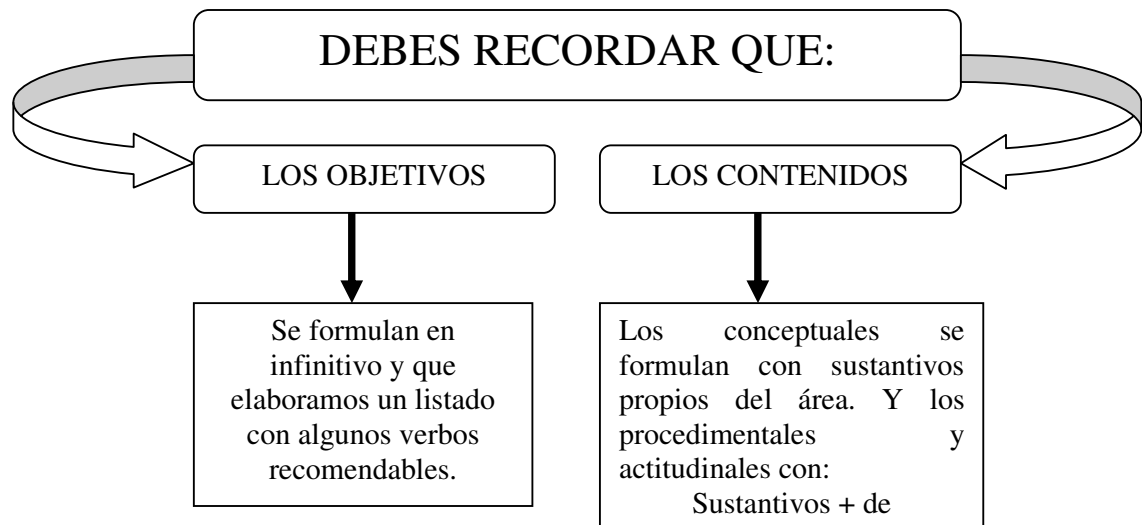 DEBES RECORDAR QUE:
LOS OBJETIVOS
LOS CONTENIDOS
Se formulan en
infinitivo y que
elaboramos un listado
con algunos verbos
recomendables.
Los conceptuales se
formulan con sustantivos
propios del área. Y los
procedimentales y
actitudinales con:
Sustantivos + de